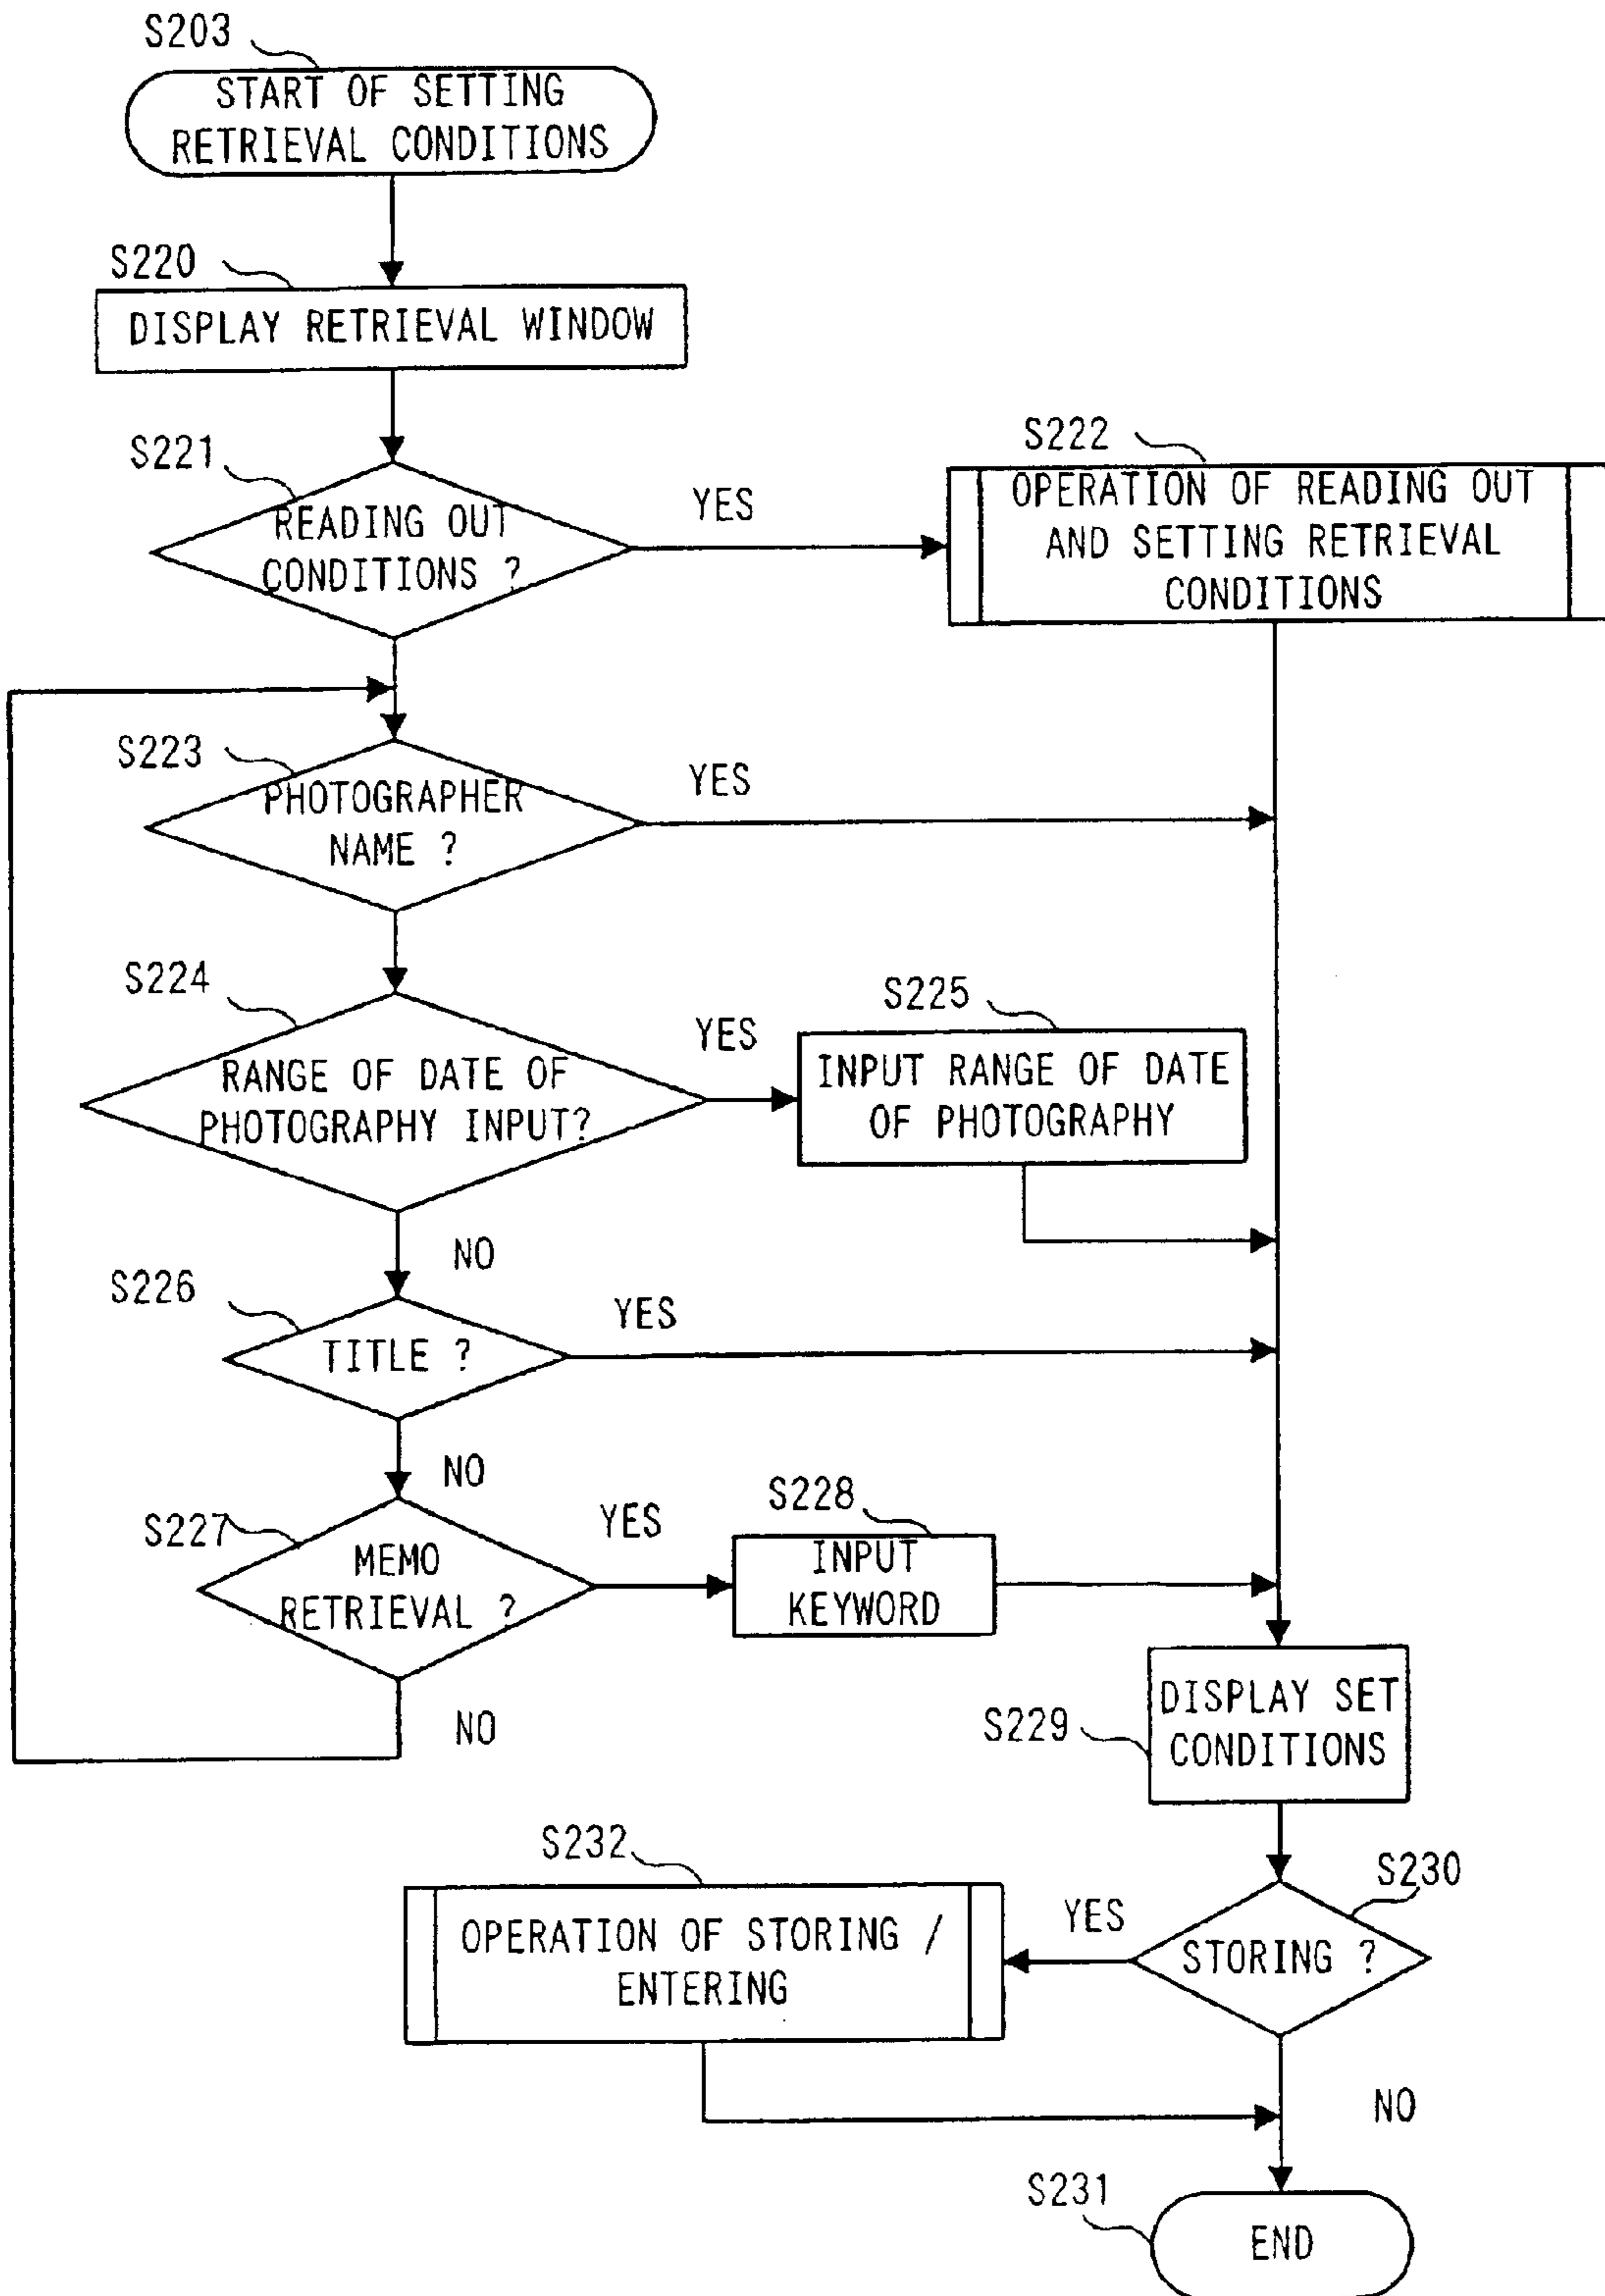 S203
START OF SETTING
RETRIEVAL CONDITIONS
S220
DISPLAY RETRIEVAL WINDOW
S221
READING OUT
CONDITIONS ?
YES
S222
OPERATION OF READING OUT
AND SETTING RETRIEVAL
CONDITIONS
S223
PHOTOGRAPHER
NAME ?
YES
S224
RANGE OF DATE OF
PHOTOGRAPHY INPUT?
YES
S225
INPUT RANGE OF DATE
OF PHOTOGRAPHY
NO
S226
TITLE ?
YES
NO
S227
MEMO
RETRIEVAL ?
YES
S228
INPUT
KEYWORD
NO
S229
DISPLAY SET
CONDITIONS
S230
STORING ?
YES
S232
OPERATION OF STORING /
ENTERING
NO
S231
END